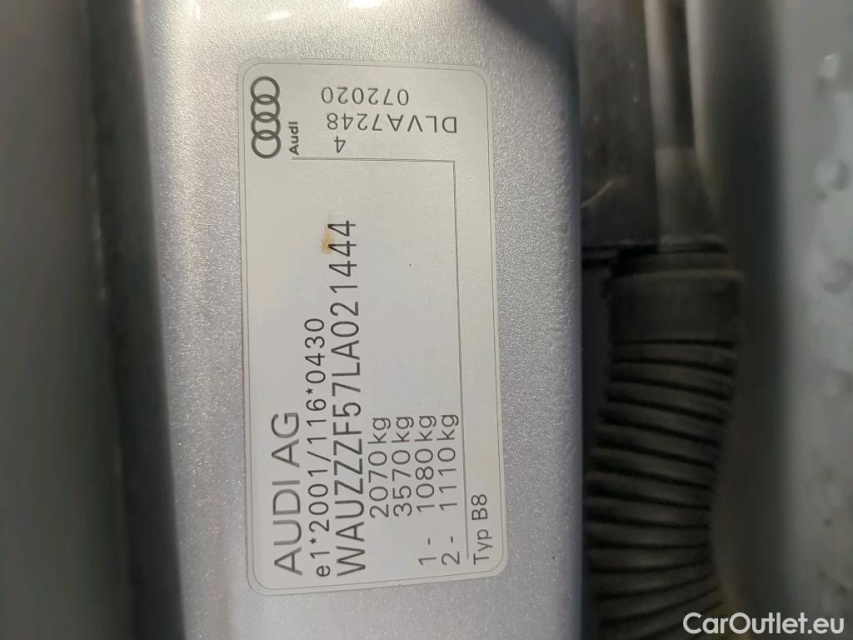 AUDI AG
e1*2001/116*0430
WAUZZZF57LA021444
2070 kg
3570 kg
1 - 1080 kg
2 - 1110 kg
Typ B8
Audi
4
DLVA7248
072020
CarOutlet.eu